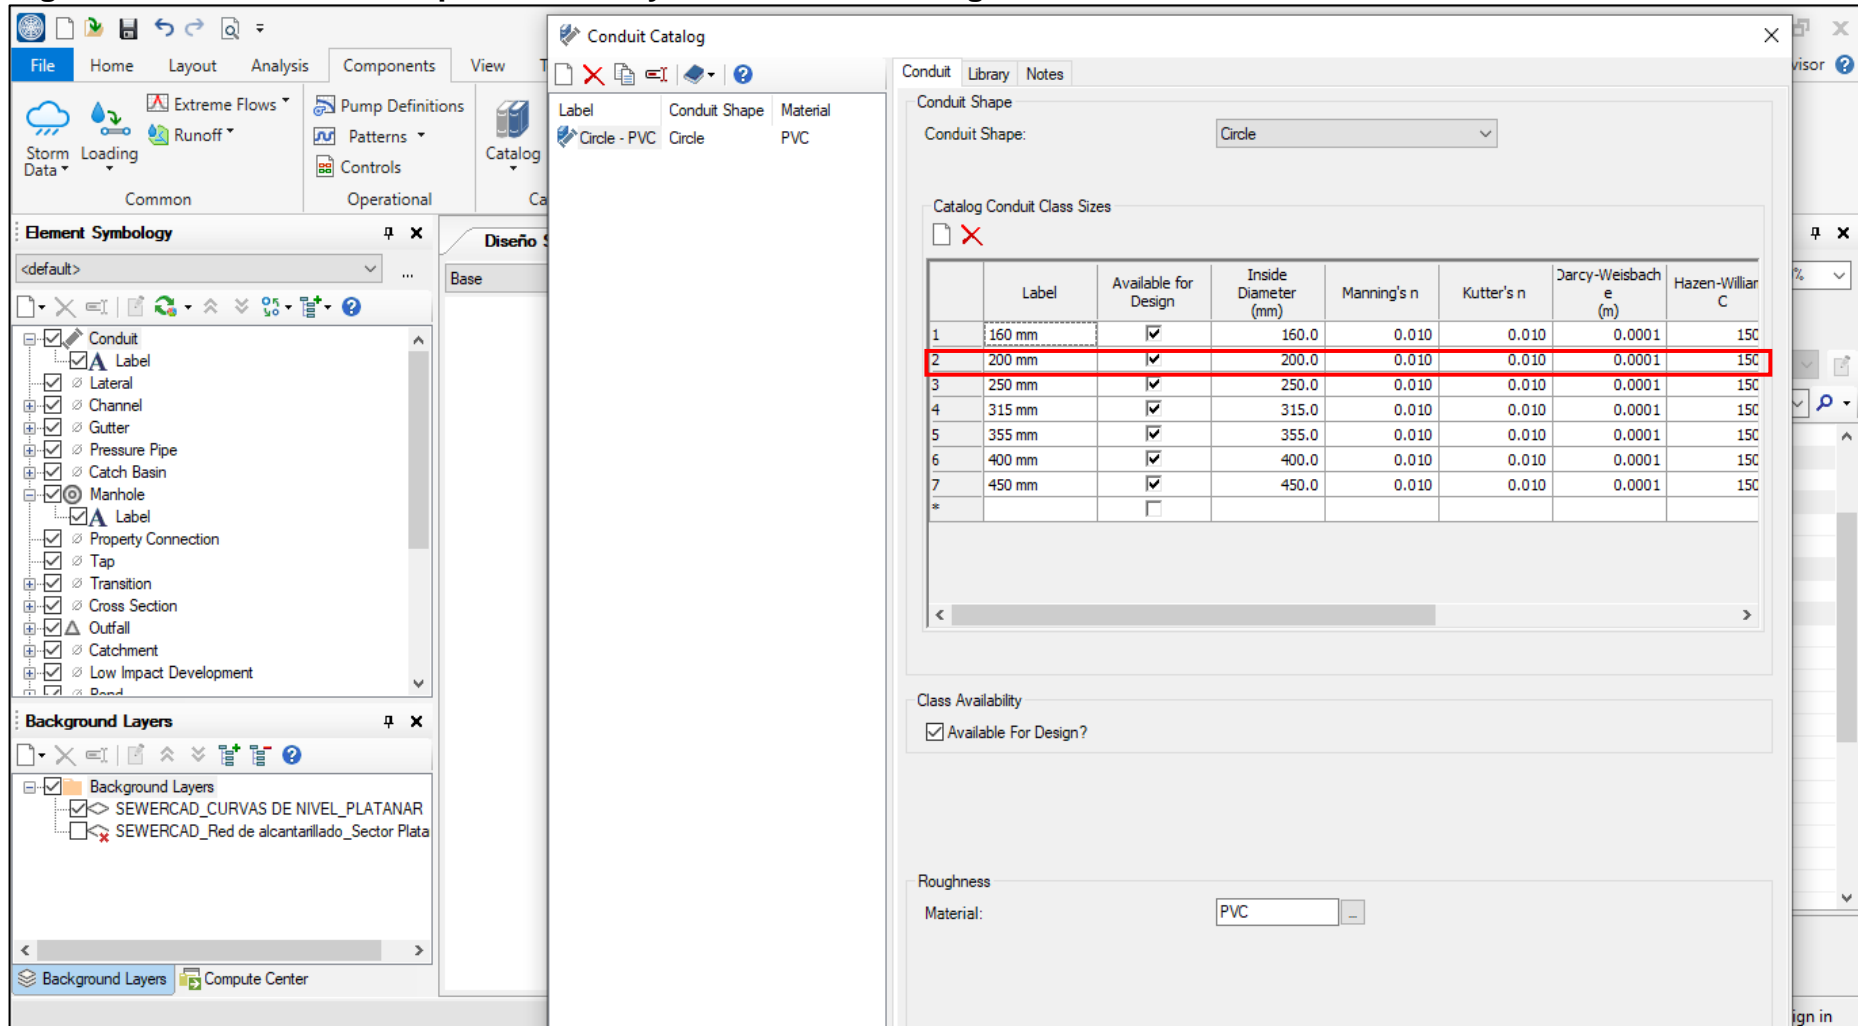 Conduit Catalog
File Home Layout Analysis Components View
Conduit Library Notes
Extreme Flows
Runoff
Storm Data
Loading
Common
Pump Definitions
Patterns
Controls
Operational
Catalog
Label Conduit Shape Material
Circle - PVC Circle PVC
Conduit Shape
Conduit Shape: Circle
Catalog Conduit Class Sizes
Label Available for Design Inside Diameter (mm) Manning's n Kutter's n Darcy-Weisbach e (m) C
1 160 mm 160.0 0.010 0.010 0.0001 150
2 200 mm 200.0 0.010 0.010 0.0001 150
3 250 mm 250.0 0.010 0.010 0.0001 150
4 315 mm 315.0 0.010 0.010 0.0001 150
5 355 mm 355.0 0.010 0.010 0.0001 150
6 400 mm 400.0 0.010 0.010 0.0001 150
7 450 mm 450.0 0.010 0.010 0.0001 150
*
Class Availability
Available For Design?
Roughness
Material: PVC
Element Symbology
<default> ...
Diseño
Base
Conduit
Label
Lateral
Channel
Gutter
Pressure Pipe
Catch Basin
Manhole
Label
Property Connection
Tap
Transition
Cross Section
Outfall
Catchment
Low Impact Development
Pond
Background Layers
Background Layers
SEWERCAD_CURVAS DE NIVEL_PLATANAR
SEWERCAD_Red de alcantarillado_Sector Plata
Background Layers Compute Center